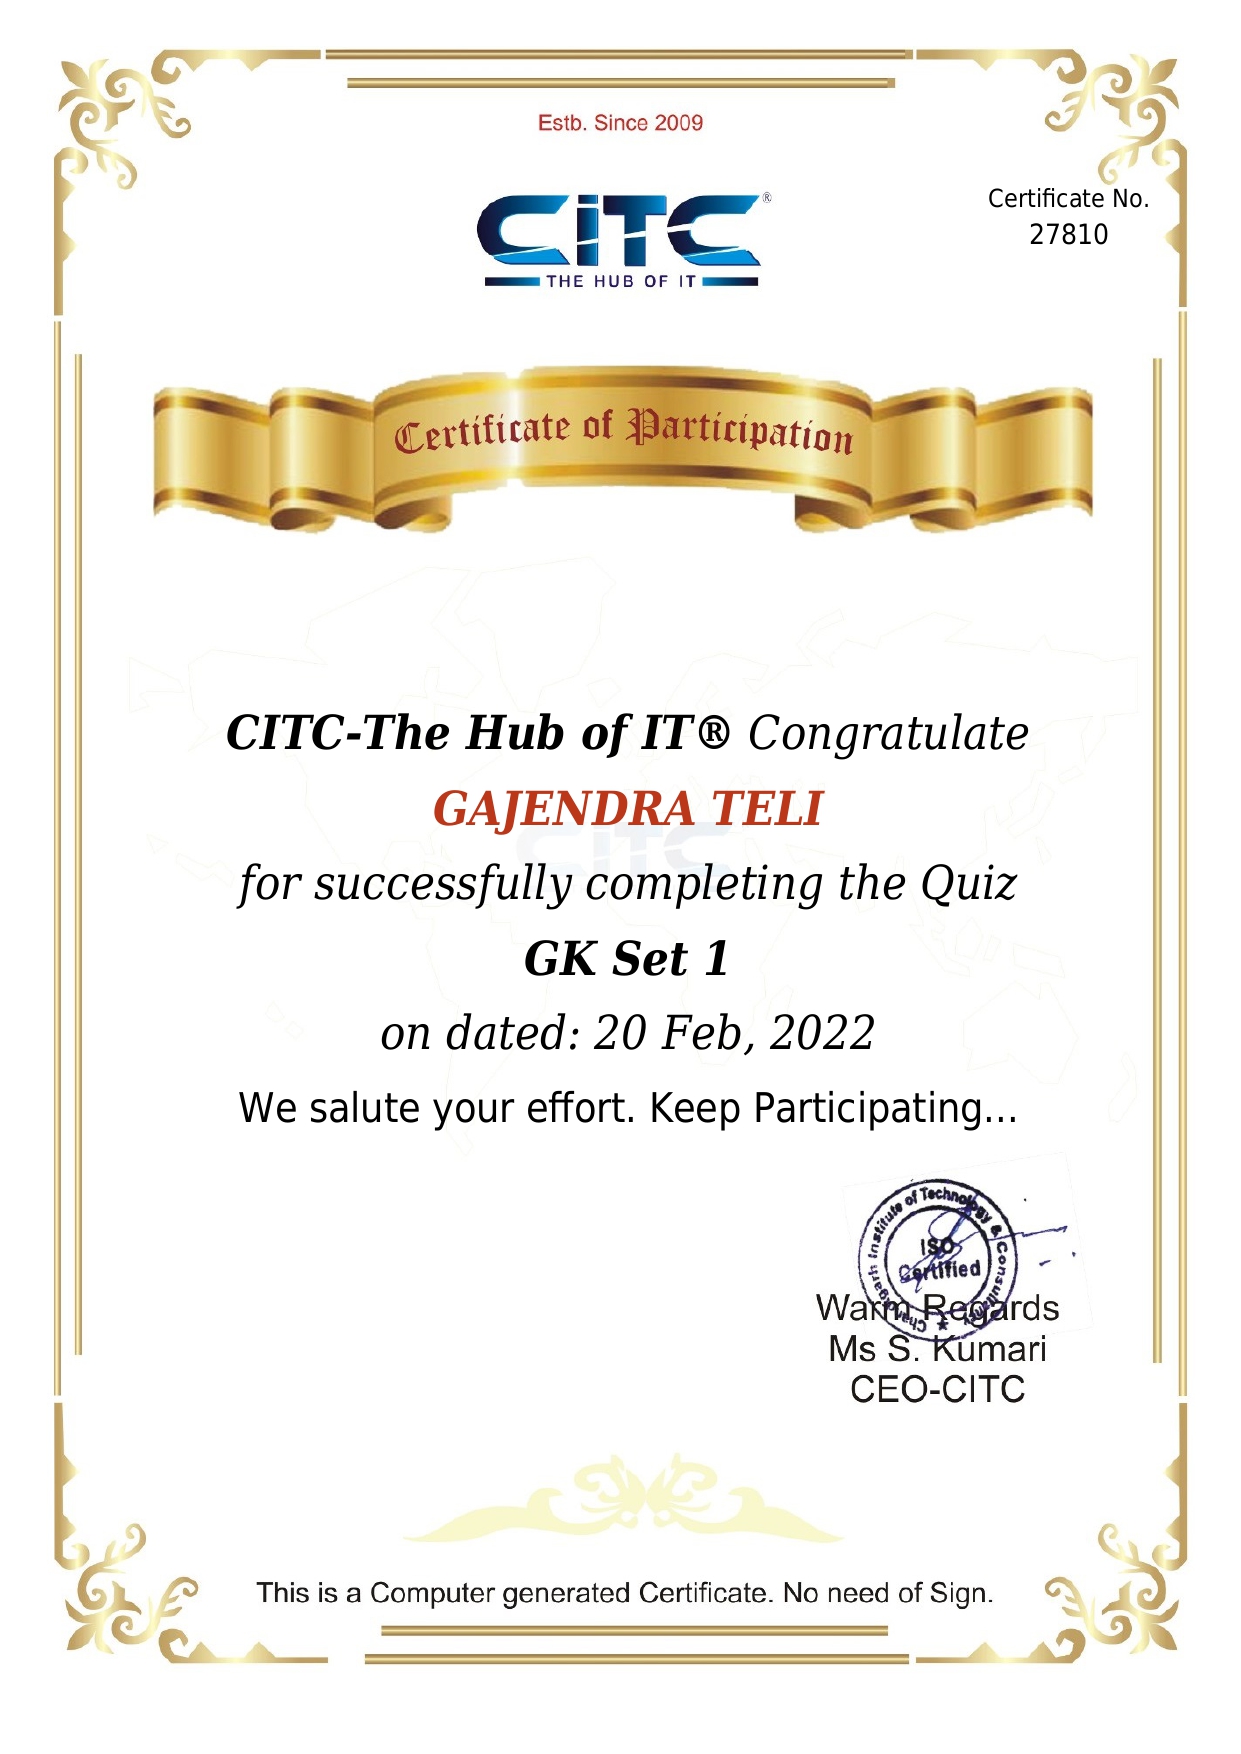 Estb. Since 2009
CiTC®
THE HUB OF IT
Certificate No.
27810
Certificate of Participation
CITC-The Hub of IT® Congratulate
GAJENDRA TELI
CiTC
for successfully completing the Quiz
GK Set 1
on dated: 20 Feb, 2022
We salute your effort. Keep Participating...
Chandigarh Institute of Technology & Consultancy
ISO
Certified
Warm Regards
Ms S. Kumari
CEO-CITC
This is a Computer generated Certificate. No need of Sign.